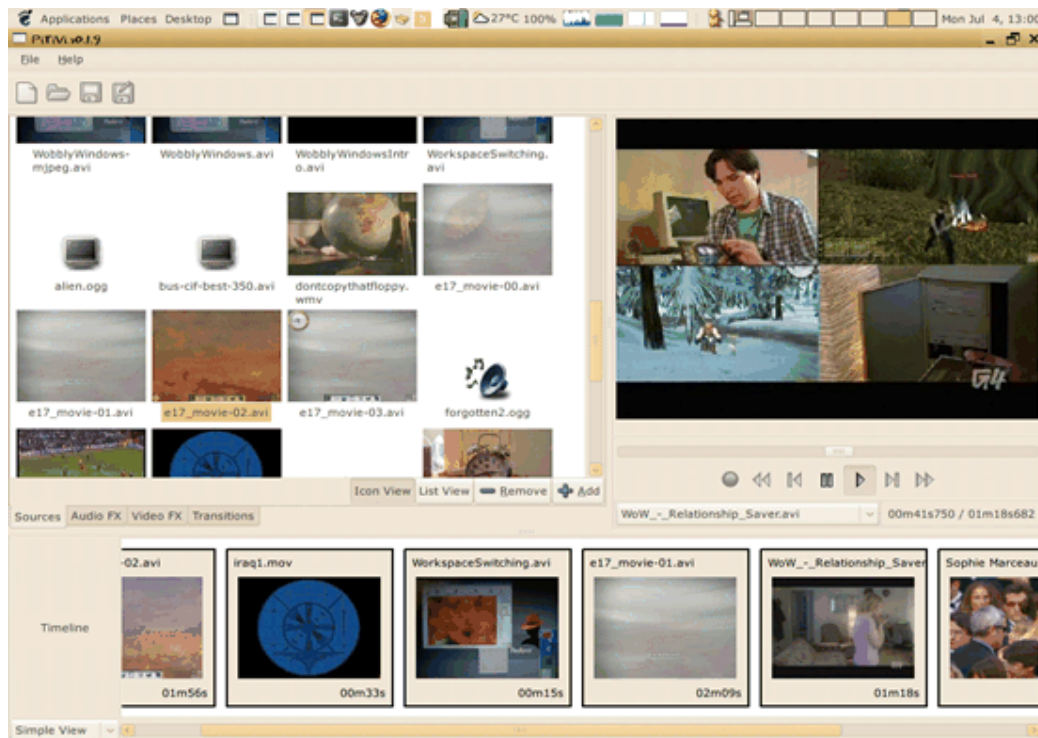 Applications Places Desktop 27°C 100% Mon Jul 4, 13:00
PiTiVi v0.1.9
File Help
WobblyWindows-
mjpeg.avi
WobblyWindows.avi
WobblyWindowsIntr
o.avi
WorkspaceSwitching.
avi
alien.ogg
bus-cif-best-350.avi
dontcopythatfloppy.
wmv
e17_movie-00.avi
e17_movie-01.avi
e17_movie-02.avi
e17_movie-03.avi
forgotten2.ogg
G4
Icon View List View Remove Add
Sources Audio FX Video FX Transitions
WoW_-_Relationship_Saver.avi 00m41s750 / 01m18s682
Timeline
-02.avi
01m56s
iraq1.mov
00m33s
WorkspaceSwitching.avi
00m15s
e17_movie-01.avi
02m09s
WoW_-_Relationship_Saver
01m18s
Sophie Marceau
Simple View